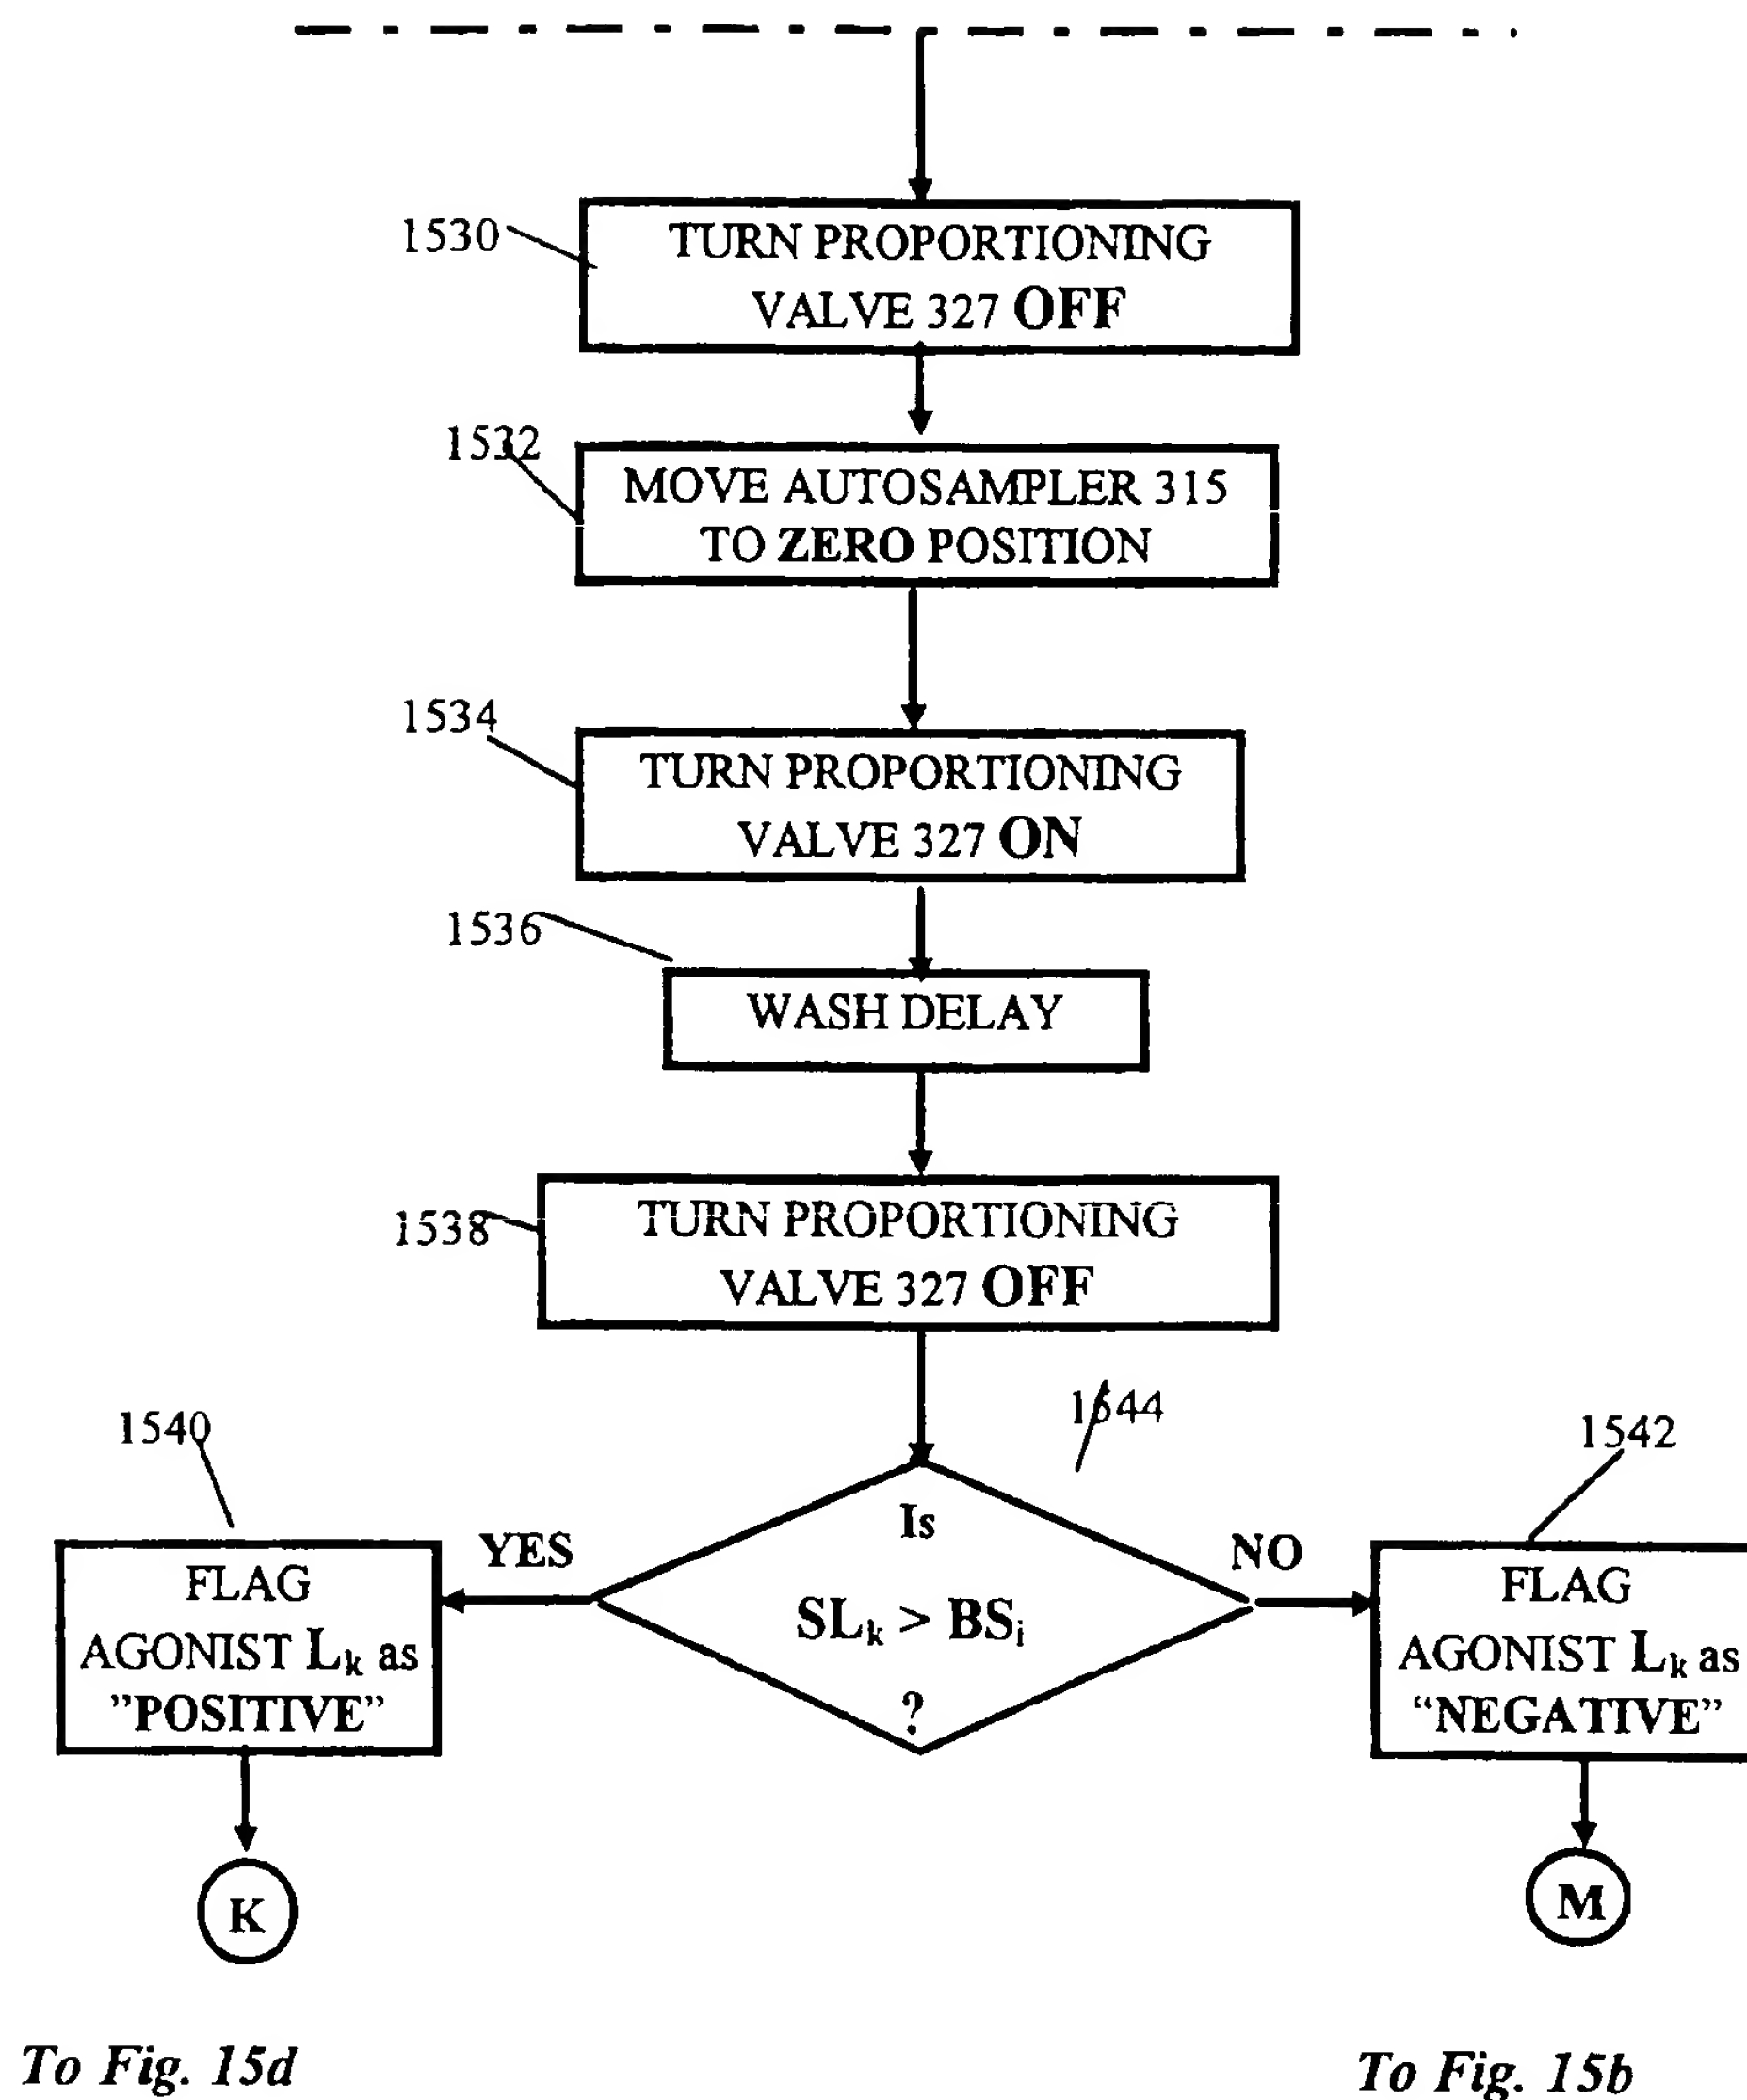 1530
TURN PROPORTIONING
VALVE 327 OFF
1532
MOVE AUTOSAMPLER 315
TO ZERO POSITION
1534
TURN PROPORTIONING
VALVE 327 ON
1536
WASH DELAY
1538
TURN PROPORTIONING
VALVE 327 OFF
1544
1540
1542
Is
SLk > BSi
?
YES
NO
FLAG
AGONIST Lk as
"POSITIVE"
FLAG
AGONIST Lk as
"NEGATIVE"
K
M
To Fig. 15d
To Fig. 15b